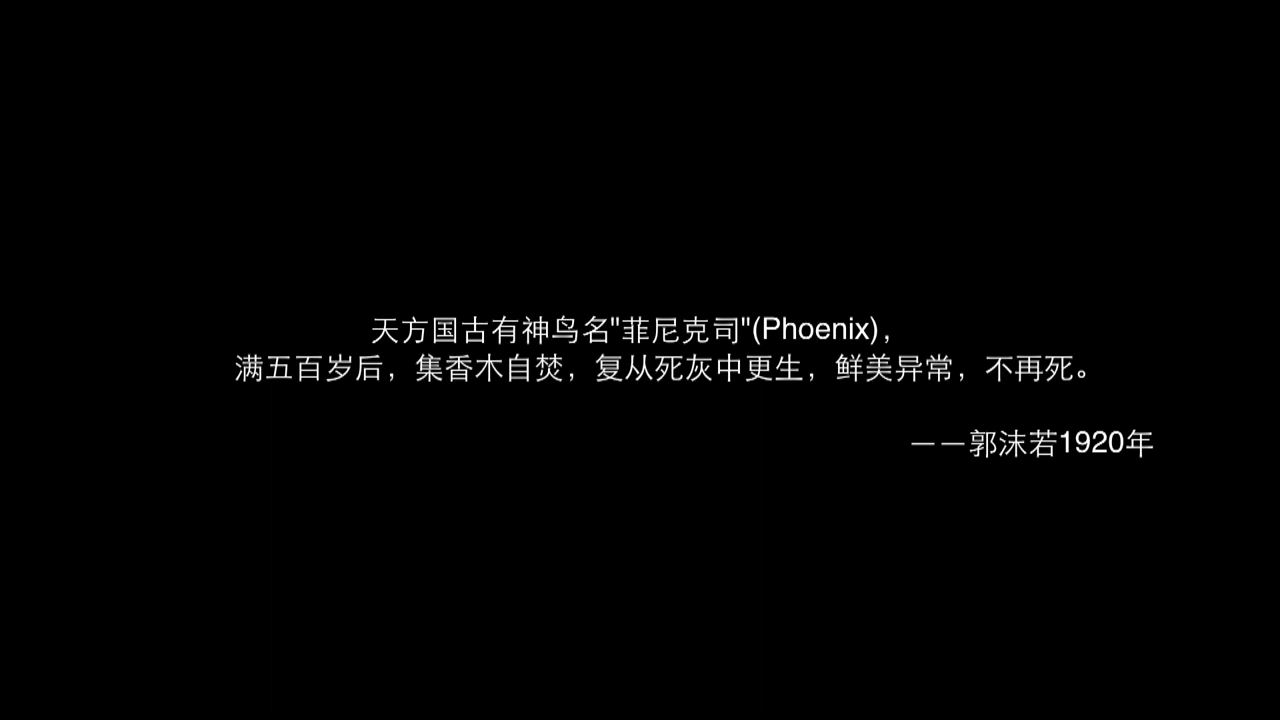 天方国古有神鸟名"菲尼克司"(Phoenix)，
满五百岁后，集香木自焚，复从死灰中更生，鲜美异常，不再死。
——郭沫若1920年